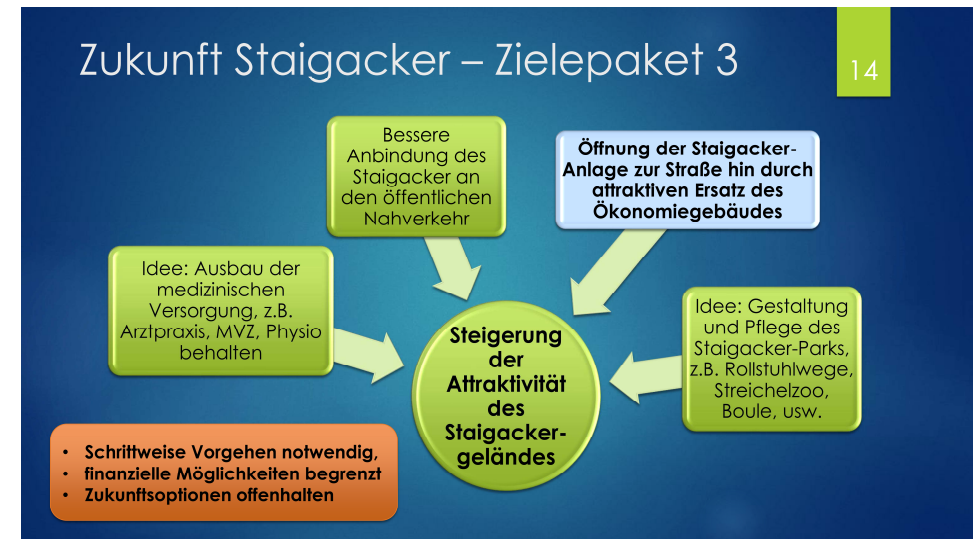 Zukunft Staigacker – Zielepaket 3
14
Bessere
Anbindung des
Staigacker an
den öffentlichen
Nahverkehr
Öffnung der Staigacker-
Anlage zur Straße hin durch
attraktiven Ersatz des
Ökonomiegebäudes
Idee: Ausbau der
medizinischen
Versorgung, z.B.
Arztpraxis, MVZ, Physio
behalten
Idee: Gestaltung
und Pflege des
Staigacker-Parks,
z.B. Rollstuhlwege,
Streichelzoo,
Boule, usw.
Steigerung
der
Attraktivität
des
Staigacker-
geländes
• Schrittweise Vorgehen notwendig,
• finanzielle Möglichkeiten begrenzt
• Zukunftsoptionen offenhalten